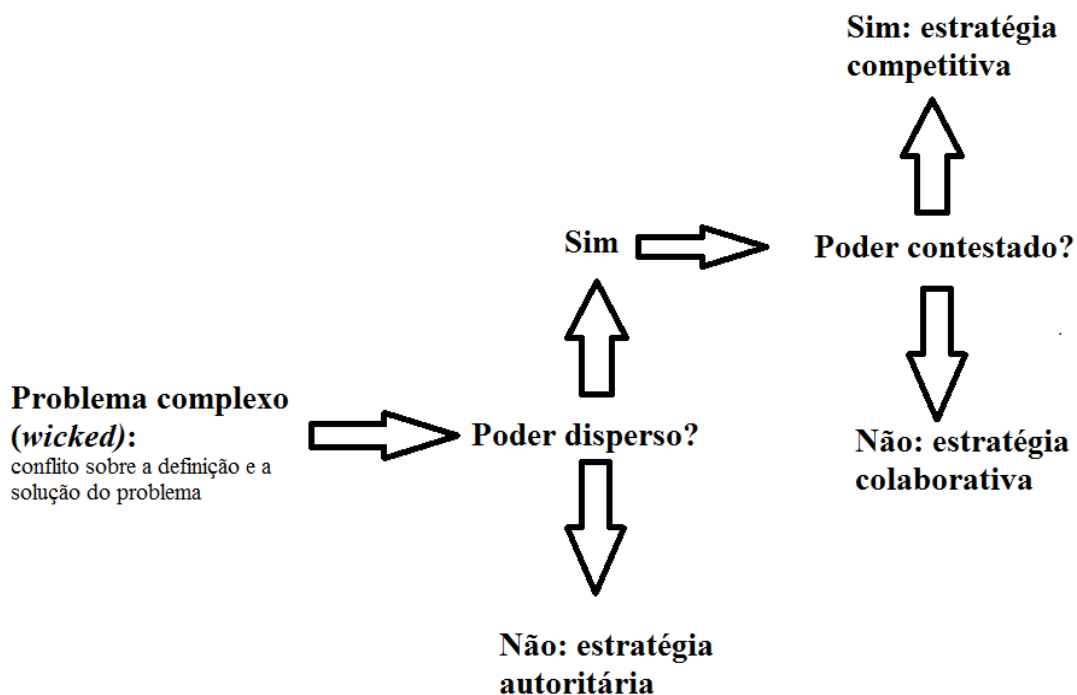 Problema complexo
(wicked):
conflito sobre a definição e a
solução do problema
Poder disperso?
Sim
Não: estratégia
autoritária
Poder contestado?
Sim: estratégia
competitiva
Não: estratégia
colaborativa